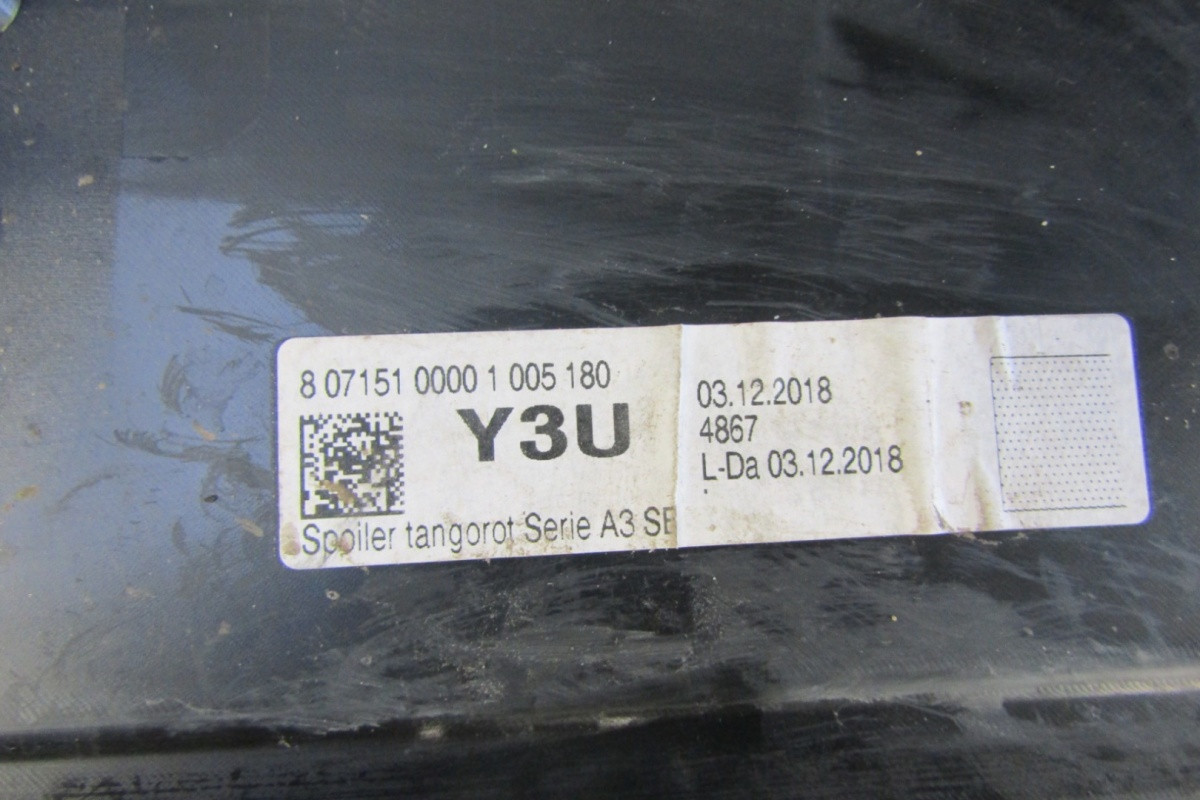 8 07151 0000 1 005 180
Y3U
Spoiler tangorot Serie A3
03.12.2018
4867
L-Da 03.12.2018